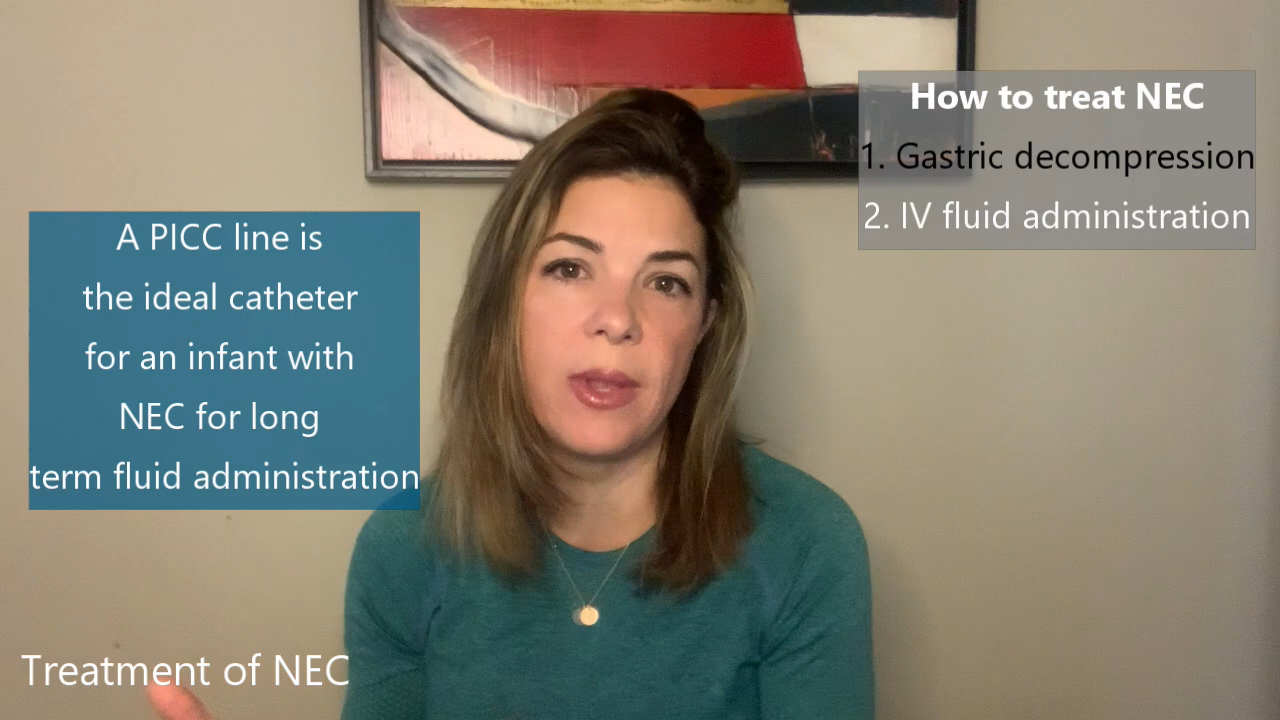 How to treat NEC
1. Gastric decompression
2. IV fluid administration
A PICC line is
the ideal catheter
for an infant with
NEC for long
term fluid administration
Treatment of NEC